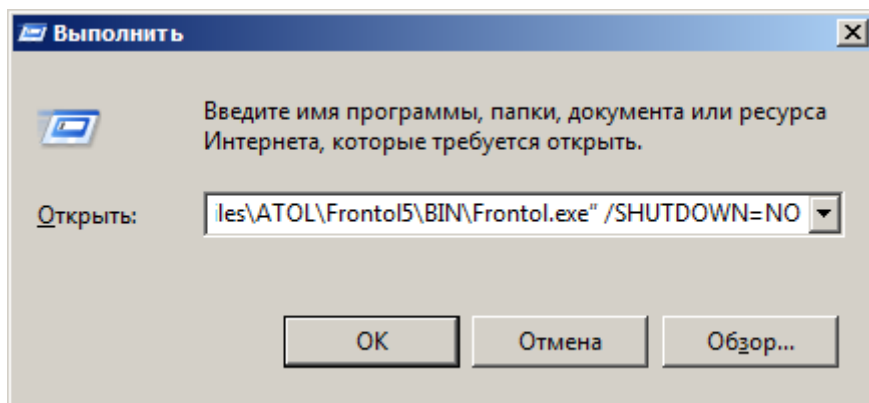 Выполнить
Введите имя программы, папки, документа или ресурса
Интернета, которые требуется открыть.
Открыть:
iles\ATOL\Frontol5\BIN\Frontol.exe" /SHUTDOWN=NO
OK
Отмена
Обзор...